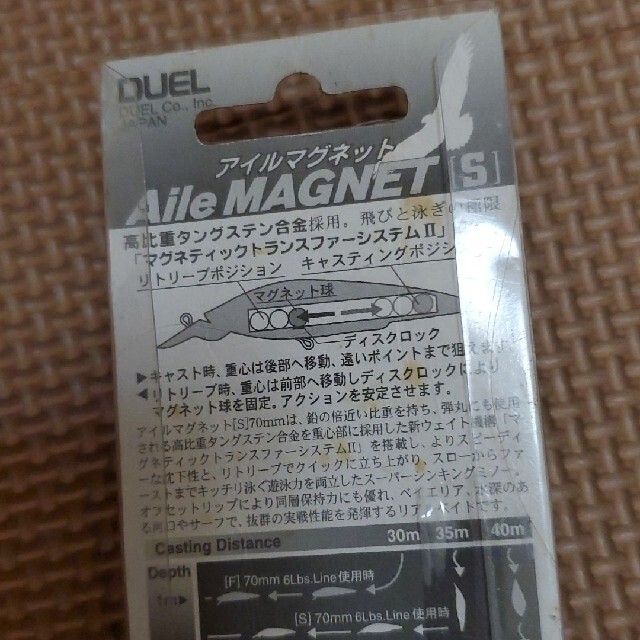 DUEL
DUEL Co., Inc.
JAPAN
アイルマグネット
Aile MAGNET [S]
高比重タングステン合金採用。飛びと泳ぎの極限
「マグネティックトランスファーシステムⅡ」
リトリーブポジション キャスティングポジション
マグネット球
ディスクロック
▶キャスト時、重心は後部へ移動、遠いポイントまで狙えます
◀リトリーブ時、重心は前部へ移動しディスクロックにより
マグネット球を固定。アクションを安定させます。
アイルマグネット[S]70mmは、鉛の倍近い比重を持ち、弾丸にも使用
される高比重タングステン合金を重心部に採用した新ウェイト機構「マ
グネティックトランスファーシステムⅡ」を搭載し、よりスピーディ
ーな沈下性と、リトリーブでクイックに立ち上がり、スローからファ
ーストまでキッチリ泳ぐ遊泳力を両立したスーパーシンキングミノー
オフセットリップにより同層保持力にも優れ、ベイエリア、水深のあ
る河口やサーフで、抜群の実戦性能を発揮するリアルベイトです。
Casting Distance 30m 35m 40m
Depth
[F] 70mm 6Lbs.Line使用時
1m▶
[S] 70mm 6Lbs.Line使用時